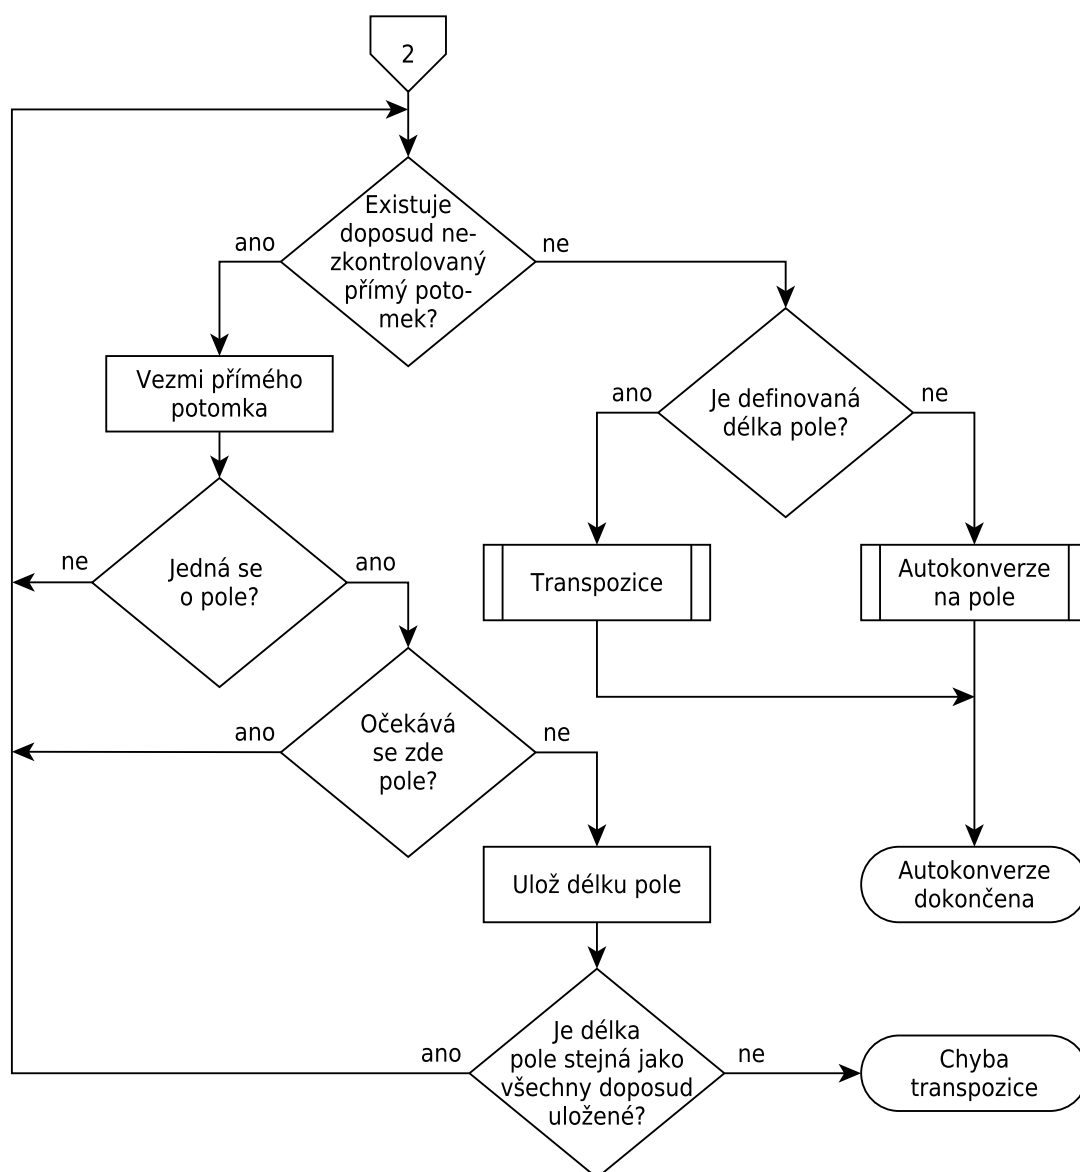 2
Existuje
doposud ne-
zkontrolovaný
přímý poto-
mek?
ano
ne
Vezmi přímého
potomka
Je definovaná
délka pole?
ano
ne
Jedná se
o pole?
ne
ano
Transpozice
Autokonverze
na pole
Očekává
se zde
pole?
ano
ne
Ulož délku pole
Autokonverze
dokončena
Je délka
pole stejná jako
všechny doposud
uložené?
ano
ne
Chyba
transpozice